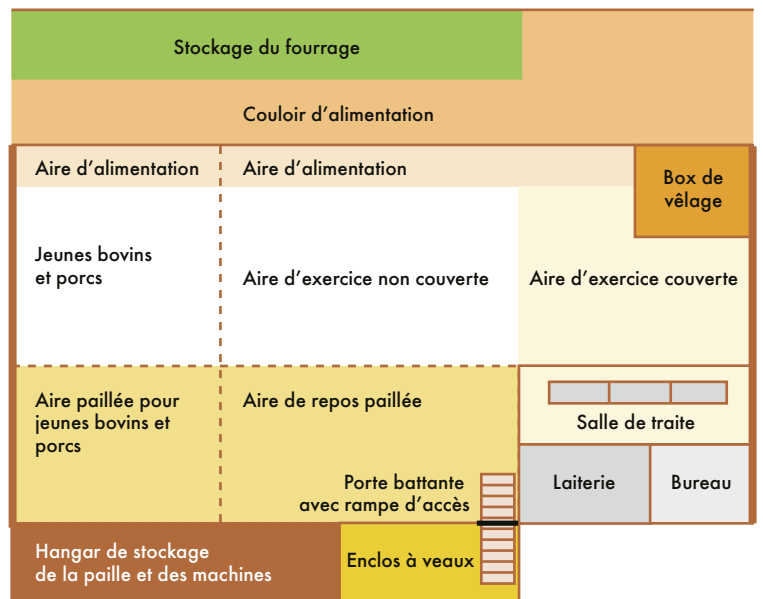 Stockage du fourrage
Couloir d’alimentation
Aire d’alimentation
Aire d’alimentation
Box de
vêlage
Jeunes bovins
et porcs
Aire d’exercice non couverte
Aire d’exercice couverte
Aire paillée pour
jeunes bovins et
porcs
Aire de repos paillée
Salle de traite
Porte battante
avec rampe d’accès
Laiterie
Bureau
Hangar de stockage
de la paille et des machines
Enclos à veaux